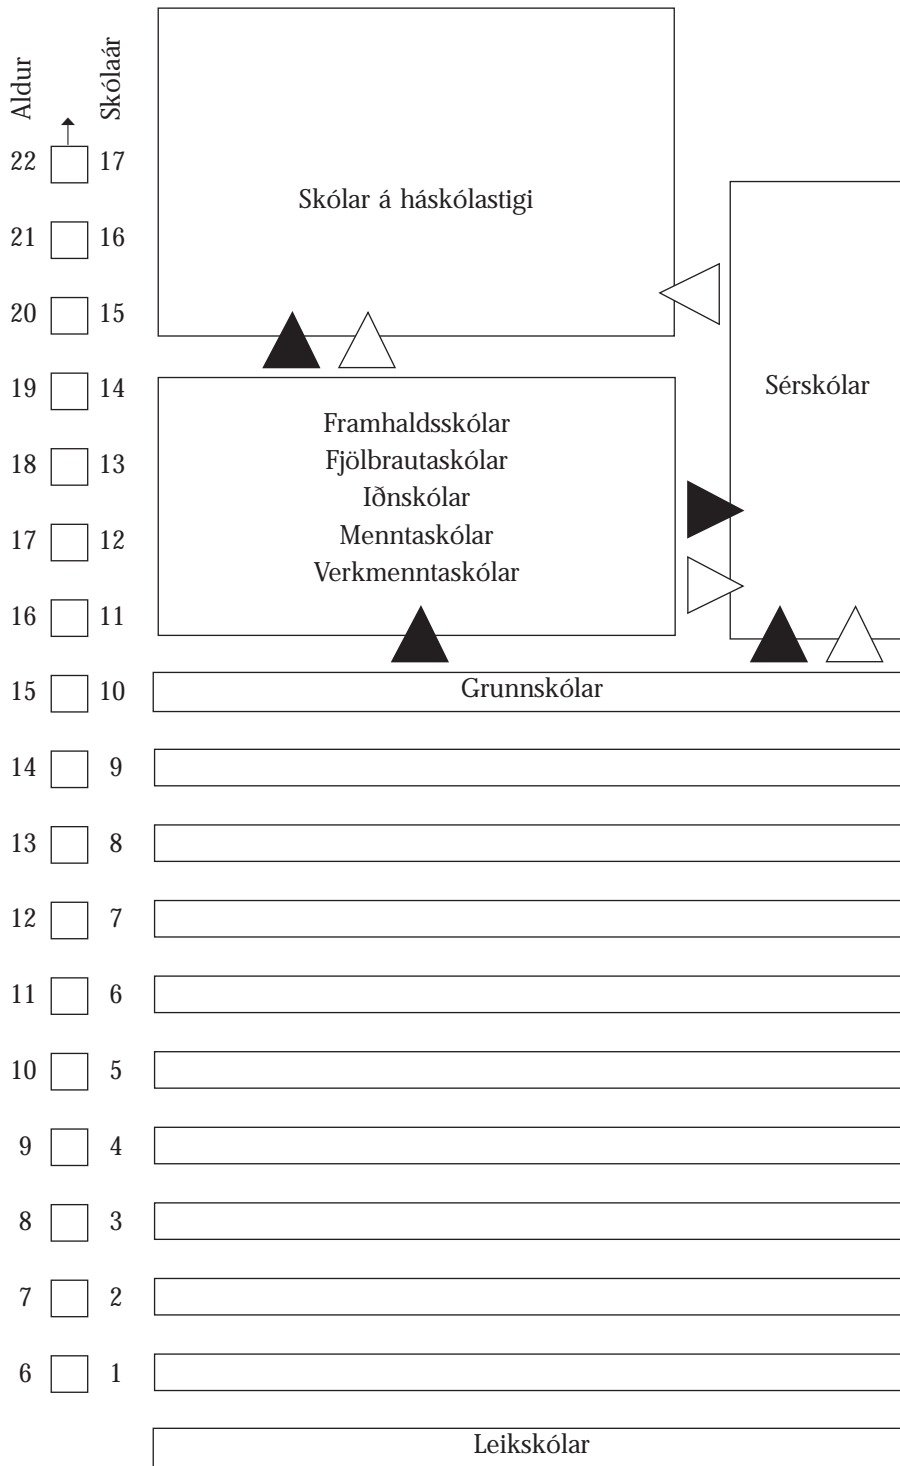 Aldur
Skólaár
22 17
Skólar á háskólastigi
21 16
20 15
19 14
Sérskólar
Framhaldsskólar
18 13
Fjölbrautaskólar
Iðnskólar
17 12
Menntaskólar
Verkmenntaskólar
16 11
15 10
Grunnskólar
14 9
13 8
12 7
11 6
10 5
9 4
8 3
7 2
6 1
Leikskólar